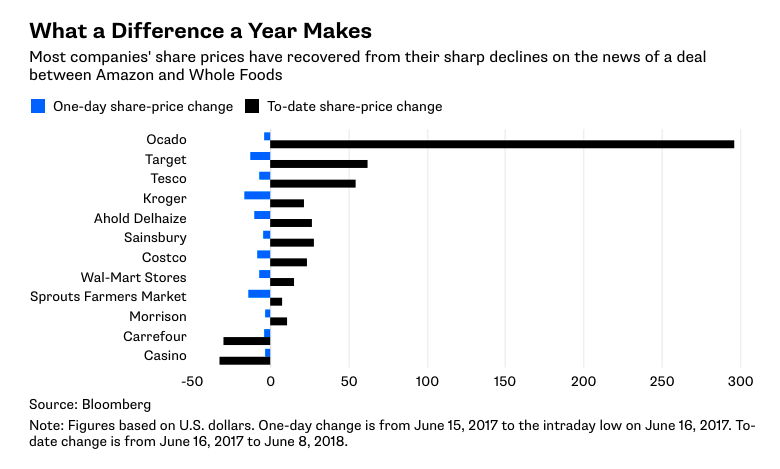 What a Difference a Year Makes
Most companies' share prices have recovered from their sharp declines on the news of a deal
between Amazon and Whole Foods
One-day share-price change To-date share-price change
Ocado
Target
Tesco
Kroger
Ahold Delhaize
Sainsbury
Costco
Wal-Mart Stores
Sprouts Farmers Market
Morrison
Carrefour
Casino
-50 0 50 100 150 200 250 300
Source: Bloomberg
Note: Figures based on U.S. dollars. One-day change is from June 15, 2017 to the intraday low on June 16, 2017. To-
date change is from June 16, 2017 to June 8, 2018.